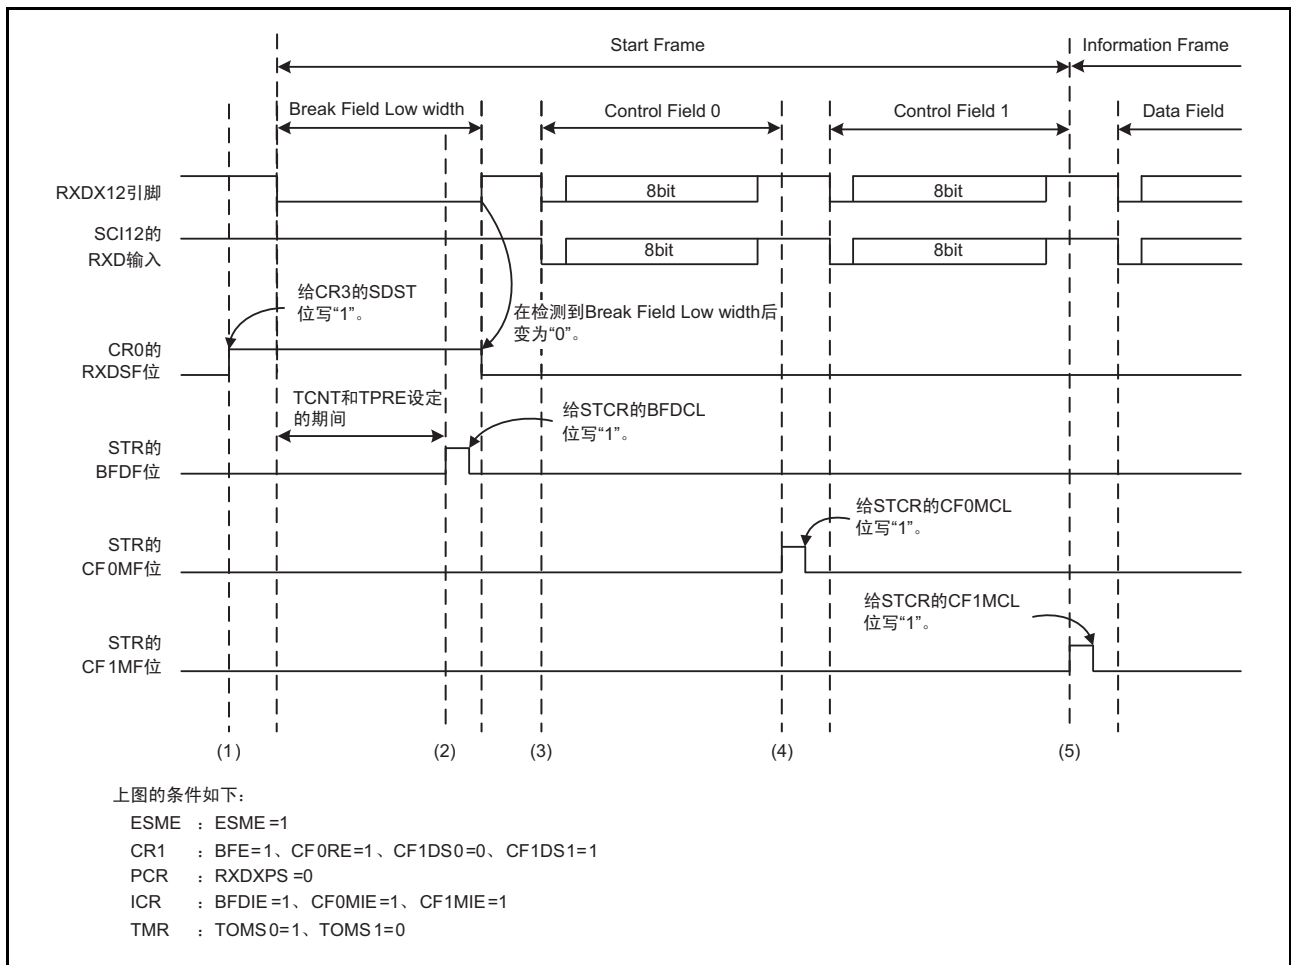 Start Frame
Information Frame
Break Field Low width
Control Field 0
Control Field 1
Data Field
RXDX12引脚
8bit
8bit
SCI12的
RXD输入
8bit
8bit
给CR3的SDST
位写“1”。
在检测到Break Field Low width后
变为“0”。
CR0的
RXDSF位
TCNT和TPRE设定
的期间
给STCR的BFDCL
位写“1”。
STR的
BFDF位
给STCR的CF0MCL
位写“1”。
STR的
CF0MF位
给STCR的CF1MCL
位写“1”。
STR的
CF1MF位
(1)
(2)
(3)
(4)
(5)
上图的条件如下：
ESME ：ESME=1
CR1 ：BFE=1、CF0RE=1、CF1DS0=0、CF1DS1=1
PCR ：RXDXPS=0
ICR ：BFDIE=1、CF0MIE=1、CF1MIE=1
TMR ：TOMS0=1、TOMS1=0